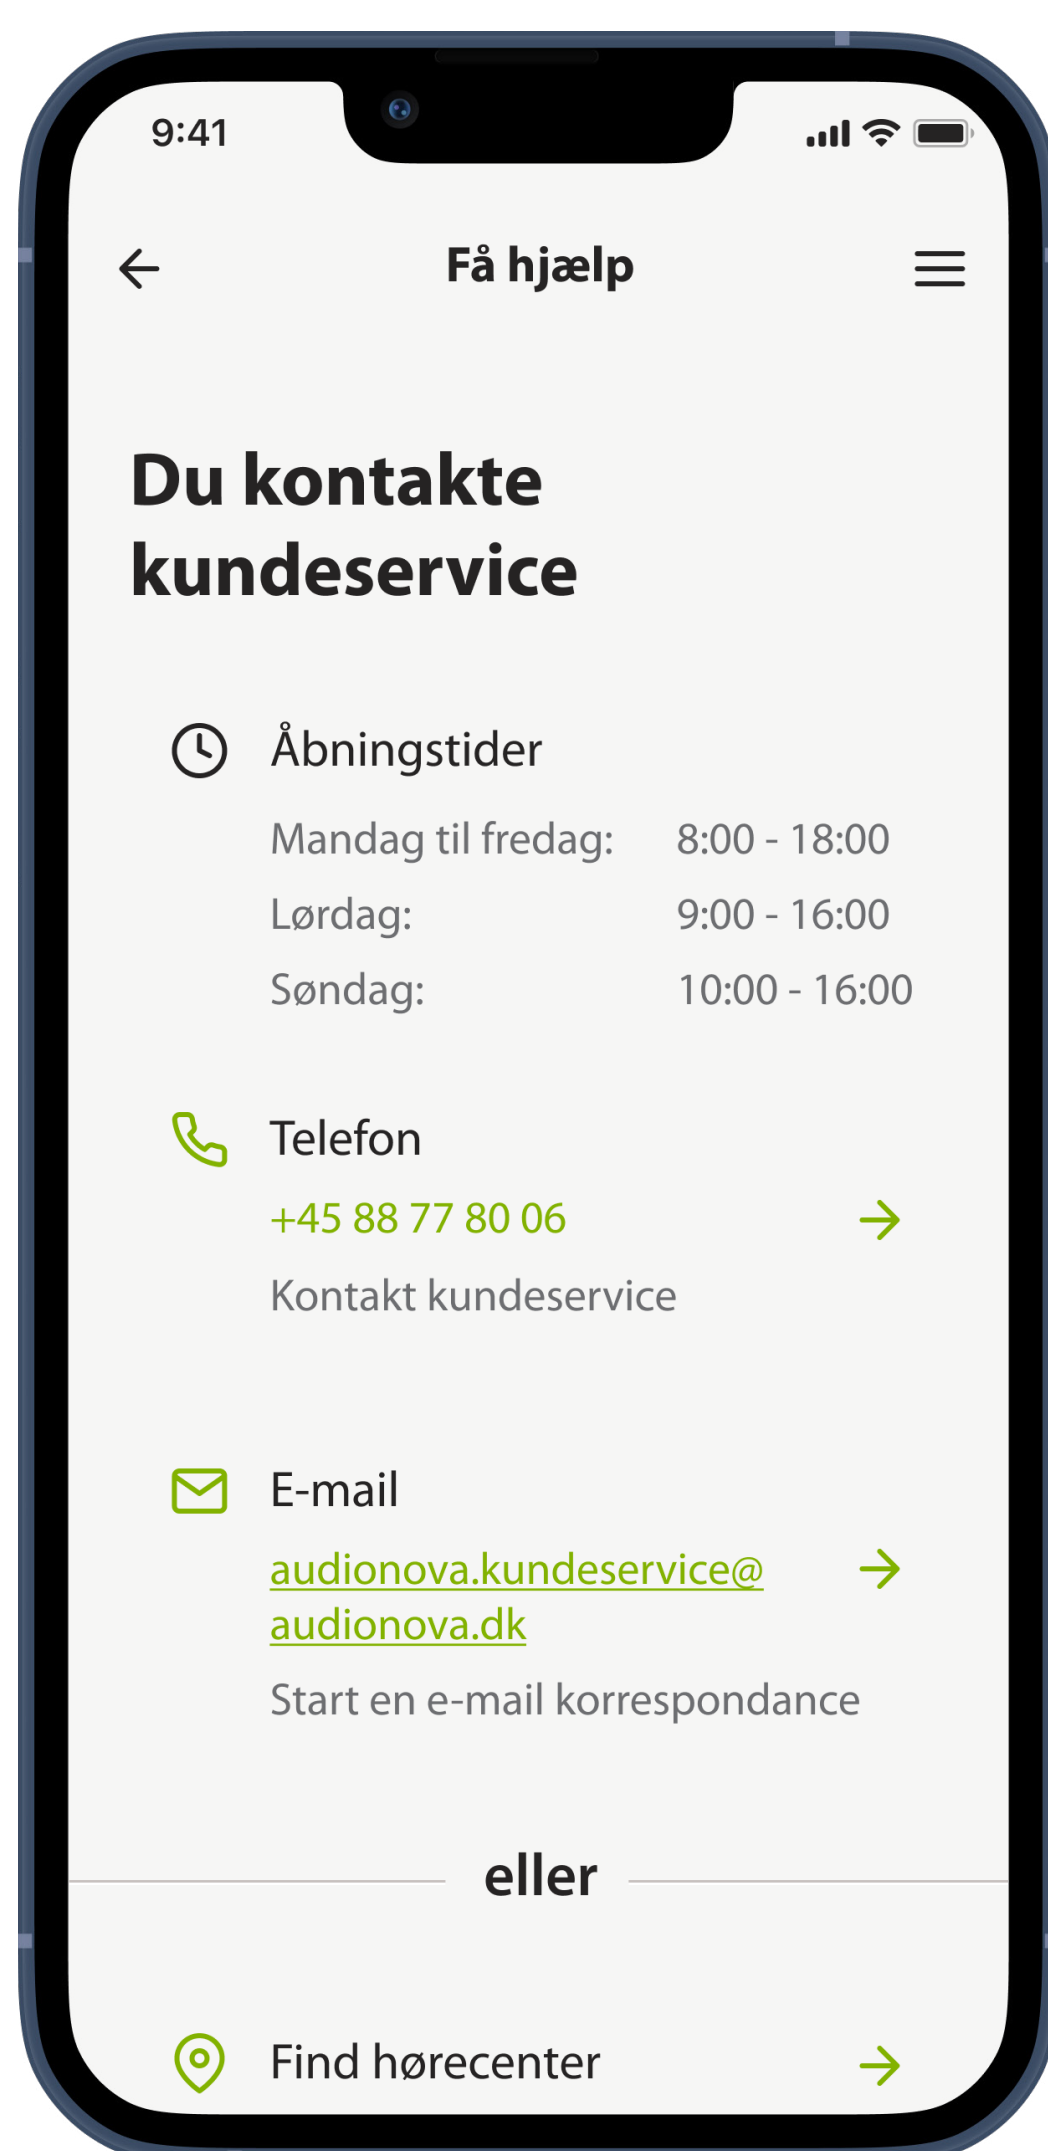 9:41
Få hjælp
Du kontakte
kundeservice
Åbningstider
Mandag til fredag: 8:00 - 18:00
Lørdag: 9:00 - 16:00
Søndag: 10:00 - 16:00
Telefon
+45 88 77 80 06
Kontakt kundeservice
E-mail
audionova.kundeservice@
audionova.dk
Start en e-mail korrespondance
eller
Find hørecenter